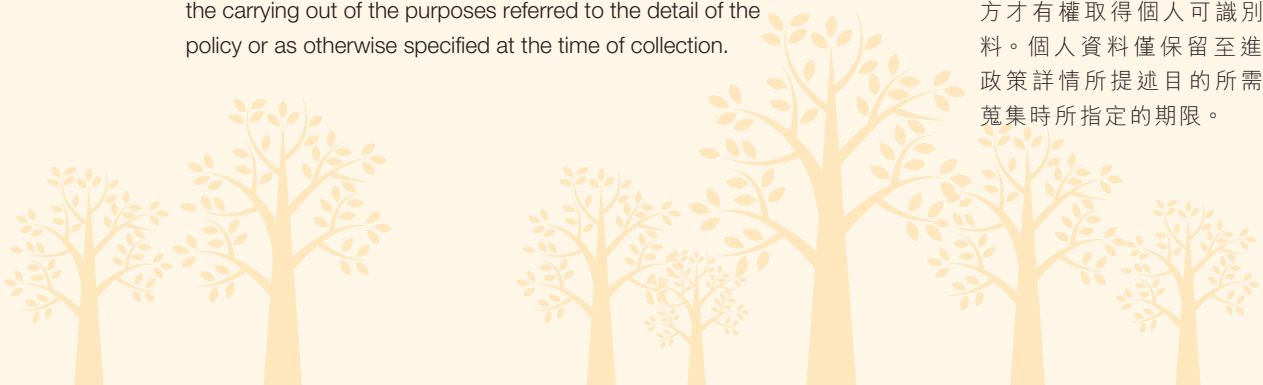 the carrying out of the purposes referred to the detail of the
policy or as otherwise specified at the time of collection.
方才有權取得個人可識別
料。個人資料僅保留至進
政策詳情所提述目的所需
蒐集時所指定的期限。